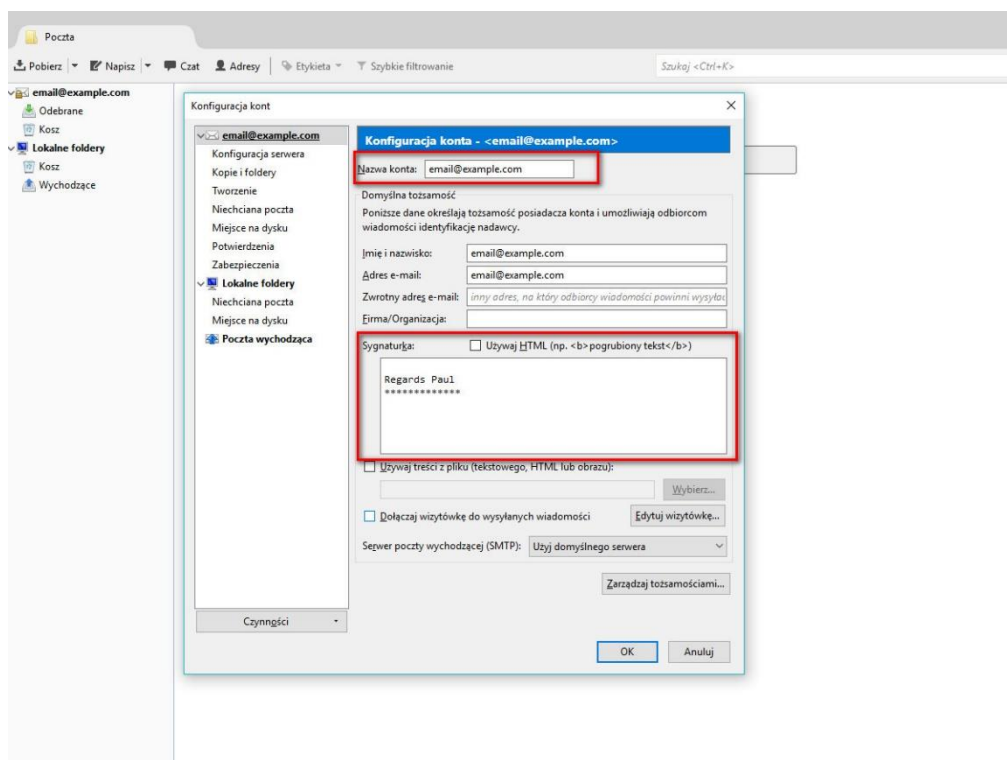 Poczta
Pobierz Napisz Czat Adresy Etykieta Szybkie filtrowanie Szukaj <Ctrl+K>
email@example.com
Odebrane
Kosz
Lokalne foldery
Kosz
Wychodzące
Konfiguracja kont
email@example.com
Konfiguracja serwera
Kopie i foldery
Tworzenie
Niechciana poczta
Miejsce na dysku
Potwierdzenia
Zabezpieczenia
Lokalne foldery
Niechciana poczta
Miejsce na dysku
Poczta wychodząca
Czynności
Konfiguracja konta - <email@example.com>
Nazwa konta: email@example.com
Domyślna tożsamość
Poniższe dane określają tożsamość posiadacza konta i umożliwiają odbiorcom
wiadomości identyfikację nadawcy.
Imię i nazwisko: email@example.com
Adres e-mail: email@example.com
Zwrotny adres e-mail: inny adres, na który odbiorcy wiadomości powinni wysyłać
Firma/Organizacja:
Sygnaturka: Używaj HTML (np. <b>pogrubiony tekst</b>)
Regards Paul
*************
Używaj treści z pliku (tekstowego, HTML lub obrazu):
Wybierz...
Dołączaj wizytówkę do wysyłanych wiadomości Edytuj wizytówkę...
Serwer poczty wychodzącej (SMTP): Użyj domyślnego serwera
Zarządzaj tożsamościami...
OK Anuluj